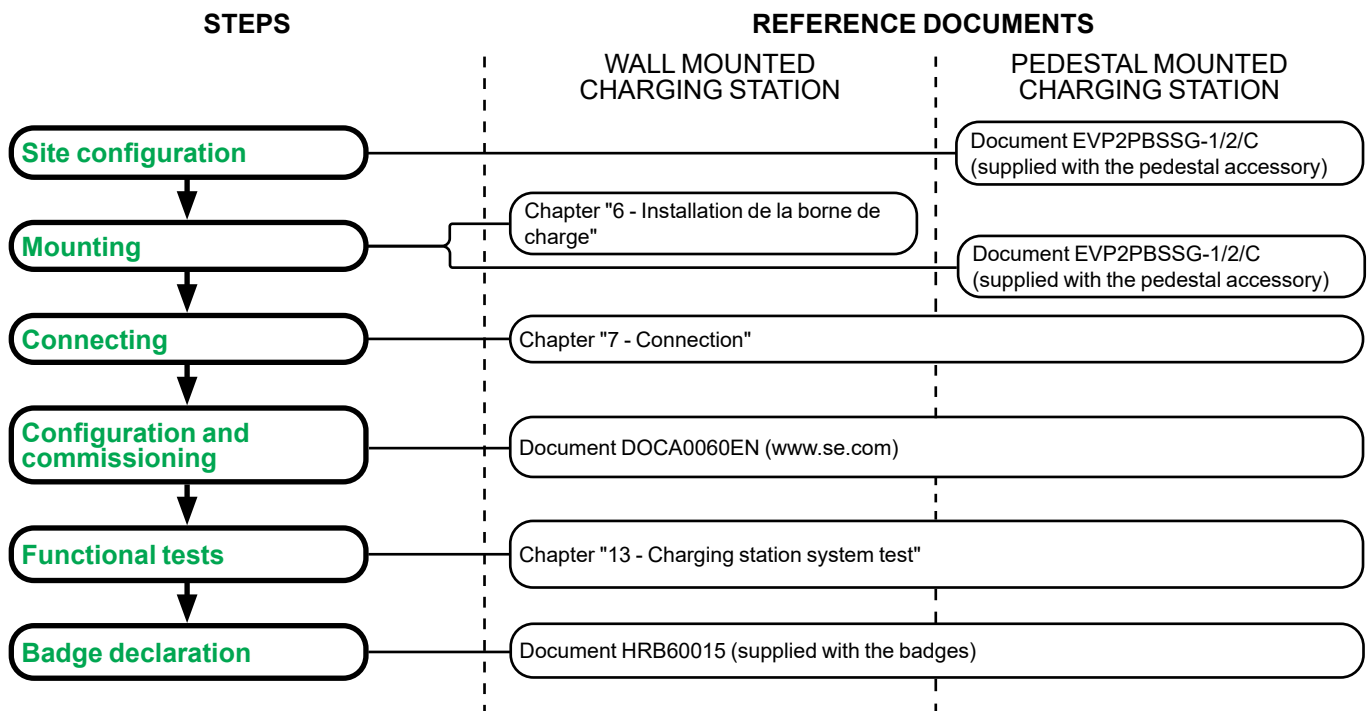 STEPS
REFERENCE DOCUMENTS
WALL MOUNTED
CHARGING STATION
PEDESTAL MOUNTED
CHARGING STATION
Site configuration
Document EVP2PBSSG-1/2/C
(supplied with the pedestal accessory)
Mounting
Chapter "6 - Installation de la borne de
charge"
Document EVP2PBSSG-1/2/C
(supplied with the pedestal accessory)
Connecting
Chapter "7 - Connection"
Configuration and
commissioning
Document DOCA0060EN (www.se.com)
Functional tests
Chapter "13 - Charging station system test"
Badge declaration
Document HRB60015 (supplied with the badges)